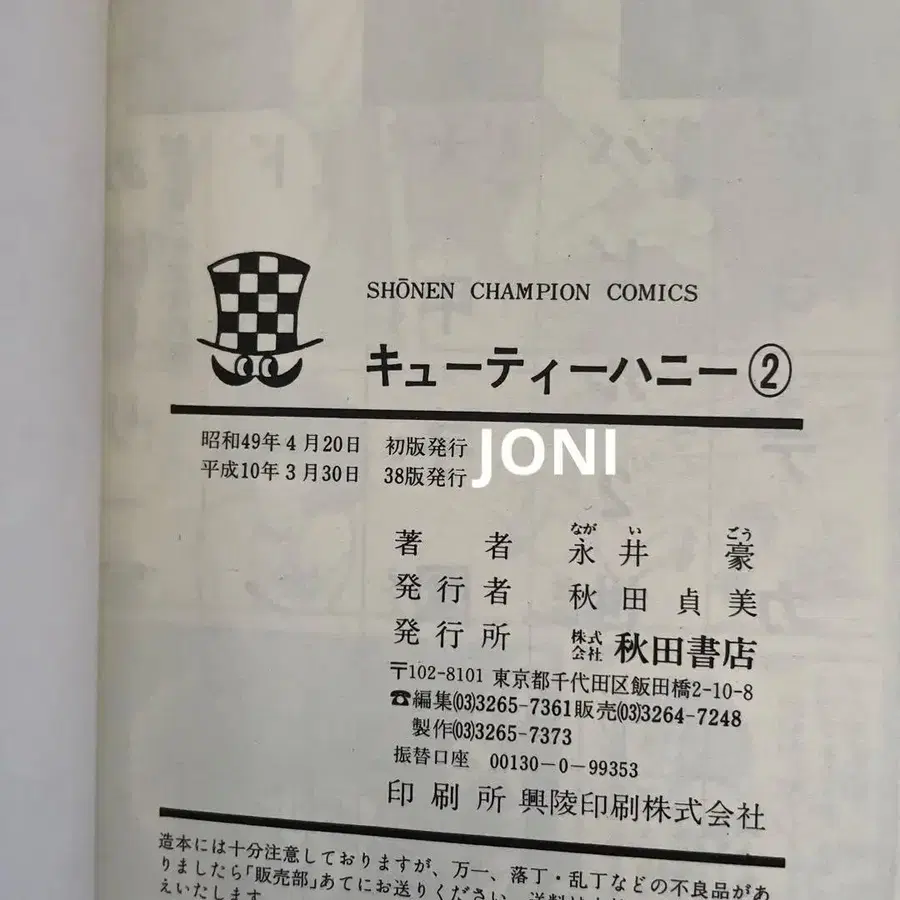 SHŌNEN CHAMPION COMICS
キューティーハニー②
昭和49年4月20日 初版発行
平成10年3月30日 38版発行
JONI
著者 永井豪
なが い ごう
発行者 秋田貞美
発行所 株式会社 秋田書店
〒102-8101 東京都千代田区飯田橋2-10-8
☎編集(03)3265-7361販売(03)3264-7248
製作(03)3265-7373
振替口座 00130-0-99353
印刷所 興陵印刷株式会社
造本には十分注意しておりますが、万一、落丁・乱丁などの不良品があ
りましたら「販売部」あてにお送りください。送料は
えいたします。